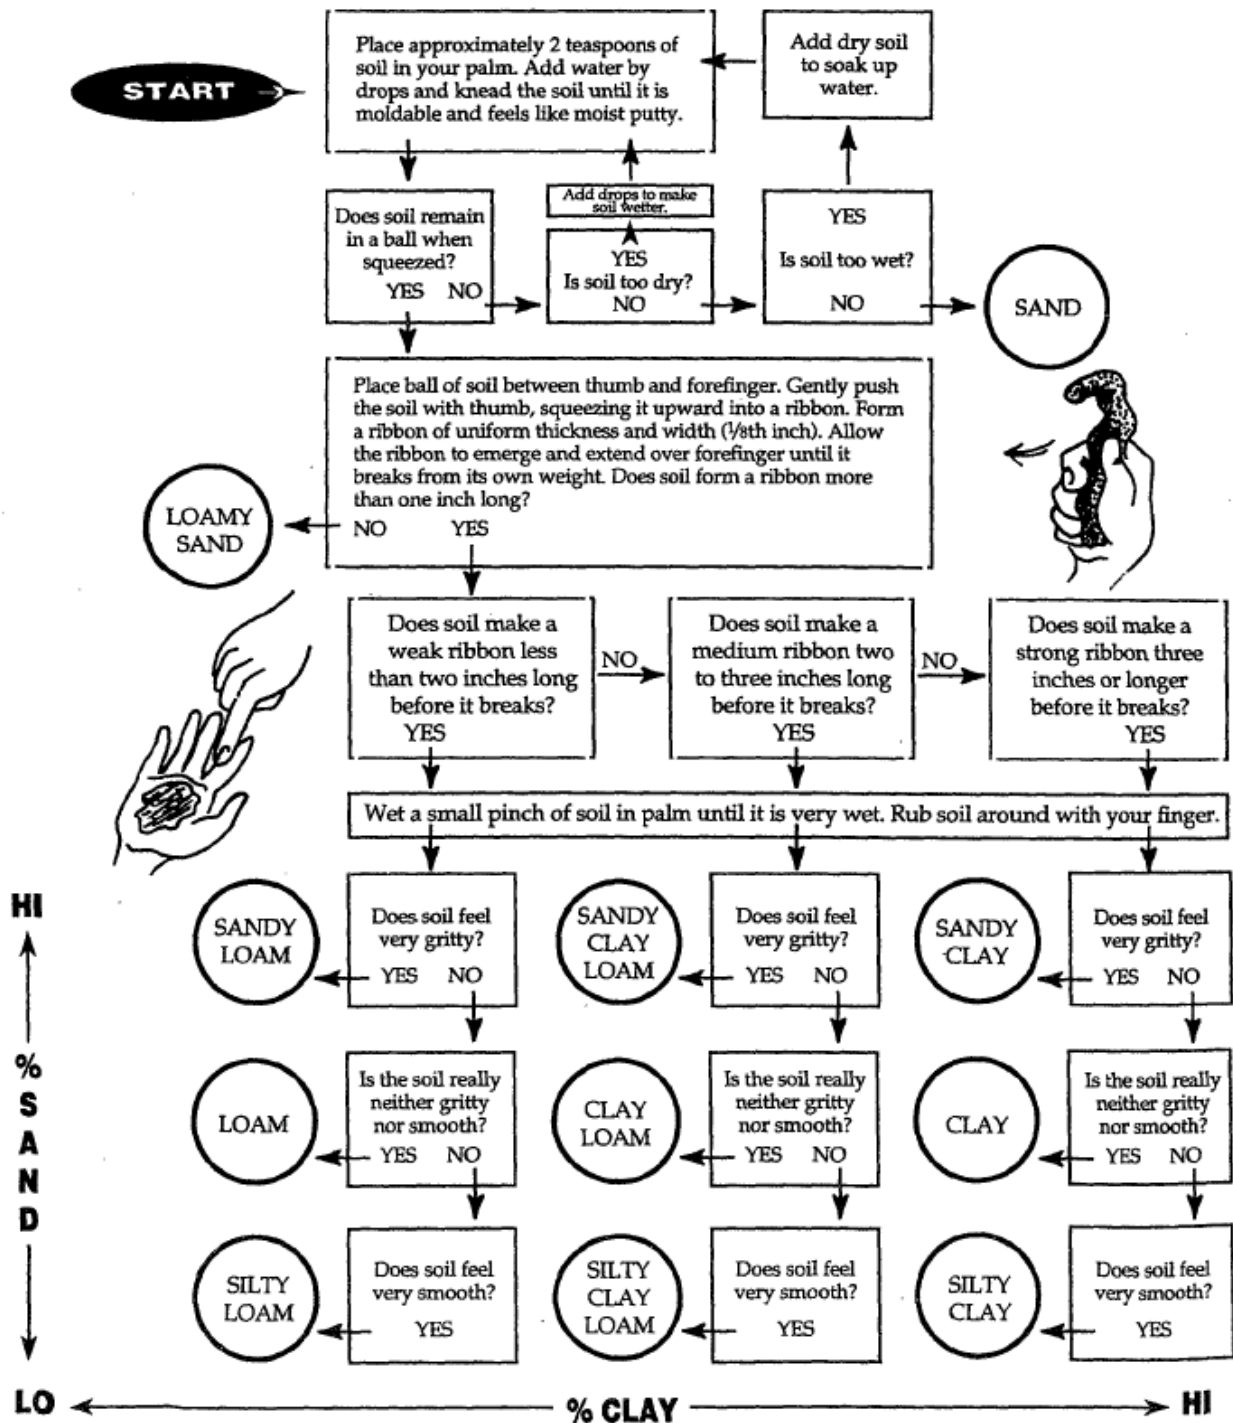 START
Place approximately 2 teaspoons of
soil in your palm. Add water by
drops and knead the soil until it is
moldable and feels like moist putty.
Add dry soil
to soak up
water.
Does soil remain
in a ball when
squeezed?
YES NO
Add drops to make
soil wetter.
YES
Is soil too dry?
NO
YES
Is soil too wet?
NO
SAND
Place ball of soil between thumb and forefinger. Gently push
the soil with thumb, squeezing it upward into a ribbon. Form
a ribbon of uniform thickness and width (⅛th inch). Allow
the ribbon to emerge and extend over forefinger until it
breaks from its own weight. Does soil form a ribbon more
than one inch long?
NO YES
LOAMY
SAND
Does soil make a
weak ribbon less
than two inches long
before it breaks?
YES
NO
Does soil make a
medium ribbon two
to three inches long
before it breaks?
YES
NO
Does soil make a
strong ribbon three
inches or longer
before it breaks?
YES
Wet a small pinch of soil in palm until it is very wet. Rub soil around with your finger.
SANDY
LOAM
Does soil feel
very gritty?
YES NO
SANDY
CLAY
LOAM
Does soil feel
very gritty?
YES NO
SANDY
CLAY
Does soil feel
very gritty?
YES NO
LOAM
Is the soil really
neither gritty
nor smooth?
YES NO
CLAY
LOAM
Is the soil really
neither gritty
nor smooth?
YES NO
CLAY
Is the soil really
neither gritty
nor smooth?
YES NO
SILTY
LOAM
Does soil feel
very smooth?
YES
SILTY
CLAY
LOAM
Does soil feel
very smooth?
YES
SILTY
CLAY
Does soil feel
very smooth?
YES
HI
% SAND
LO
% CLAY
HI